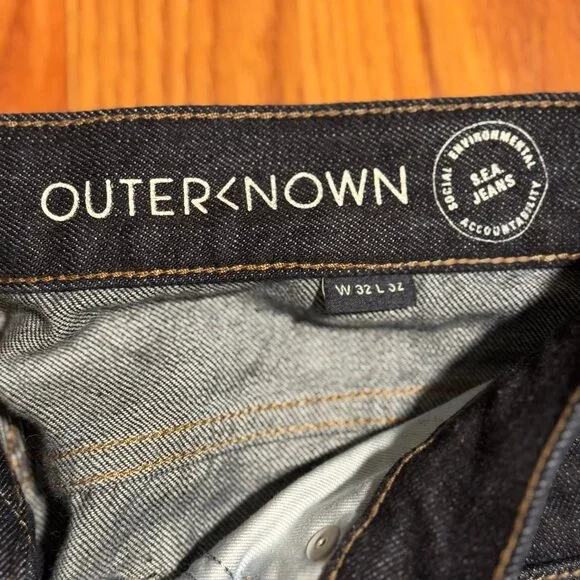 OUTER<NOWN
SOCIAL ENVIRONMENTAL
S.E.A.
JEANS
ACCOUNTABILITY
W 32 L 32